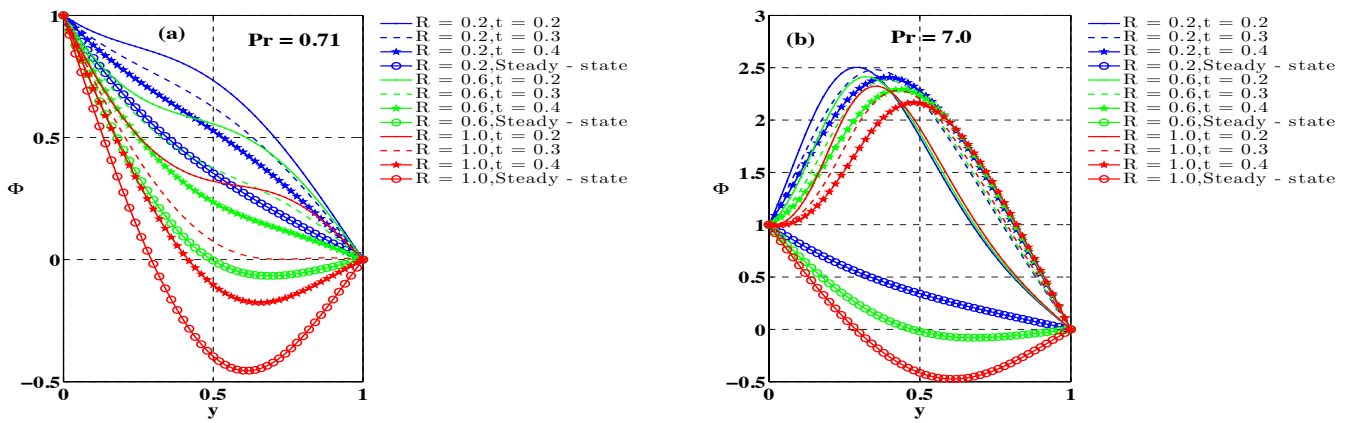 (a)
Pr = 0.71
1
0.5
0
−0.5
0
0.5
1
Φ
y
R = 0.2,t = 0.2
R = 0.2,t = 0.3
R = 0.2,t = 0.4
R = 0.2,Steady - state
R = 0.6,t = 0.2
R = 0.6,t = 0.3
R = 0.6,t = 0.4
R = 0.6,Steady - state
R = 1.0,t = 0.2
R = 1.0,t = 0.3
R = 1.0,t = 0.4
R = 1.0,Steady - state
(b)
Pr = 7.0
3
2.5
2
1.5
1
0.5
0
−0.5
0
0.5
1
Φ
y
R = 0.2,t = 0.2
R = 0.2,t = 0.3
R = 0.2,t = 0.4
R = 0.2,Steady - state
R = 0.6,t = 0.2
R = 0.6,t = 0.3
R = 0.6,t = 0.4
R = 0.6,Steady - state
R = 1.0,t = 0.2
R = 1.0,t = 0.3
R = 1.0,t = 0.4
R = 1.0,Steady - state